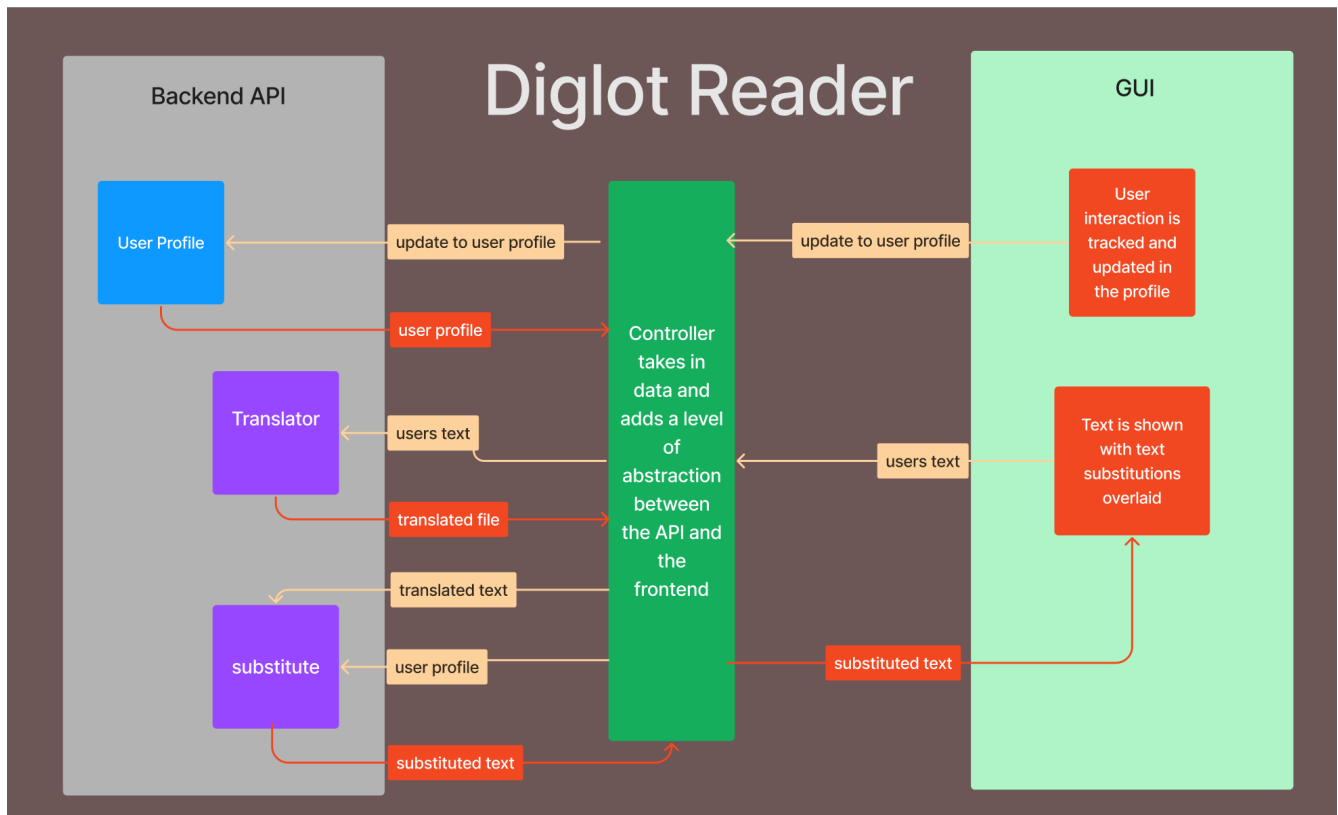 Diglot Reader
Backend API
GUI
User Profile
update to user profile
update to user profile
User
interaction is
tracked and
updated in
the profile
user profile
Controller
takes in
data and
adds a level
of
abstraction
between
the API and
the
frontend
Translator
users text
users text
Text is shown
with text
substitutions
overlaid
translated file
translated text
substitute
user profile
substituted text
substituted text